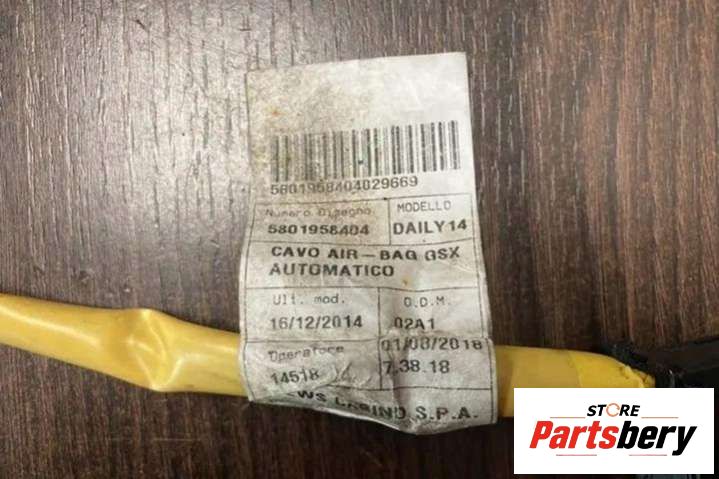 5801958404029669
Numero Disegno MODELLO
5801958404 DAILY14
CAVO AIR-BAG GSX
AUTOMATICO
Ult. mod. O.D.M.
16/12/2014 02A1
Operatore 01/08/2018
14518 7.38.18
S.P.A.
STORE
Partsbery